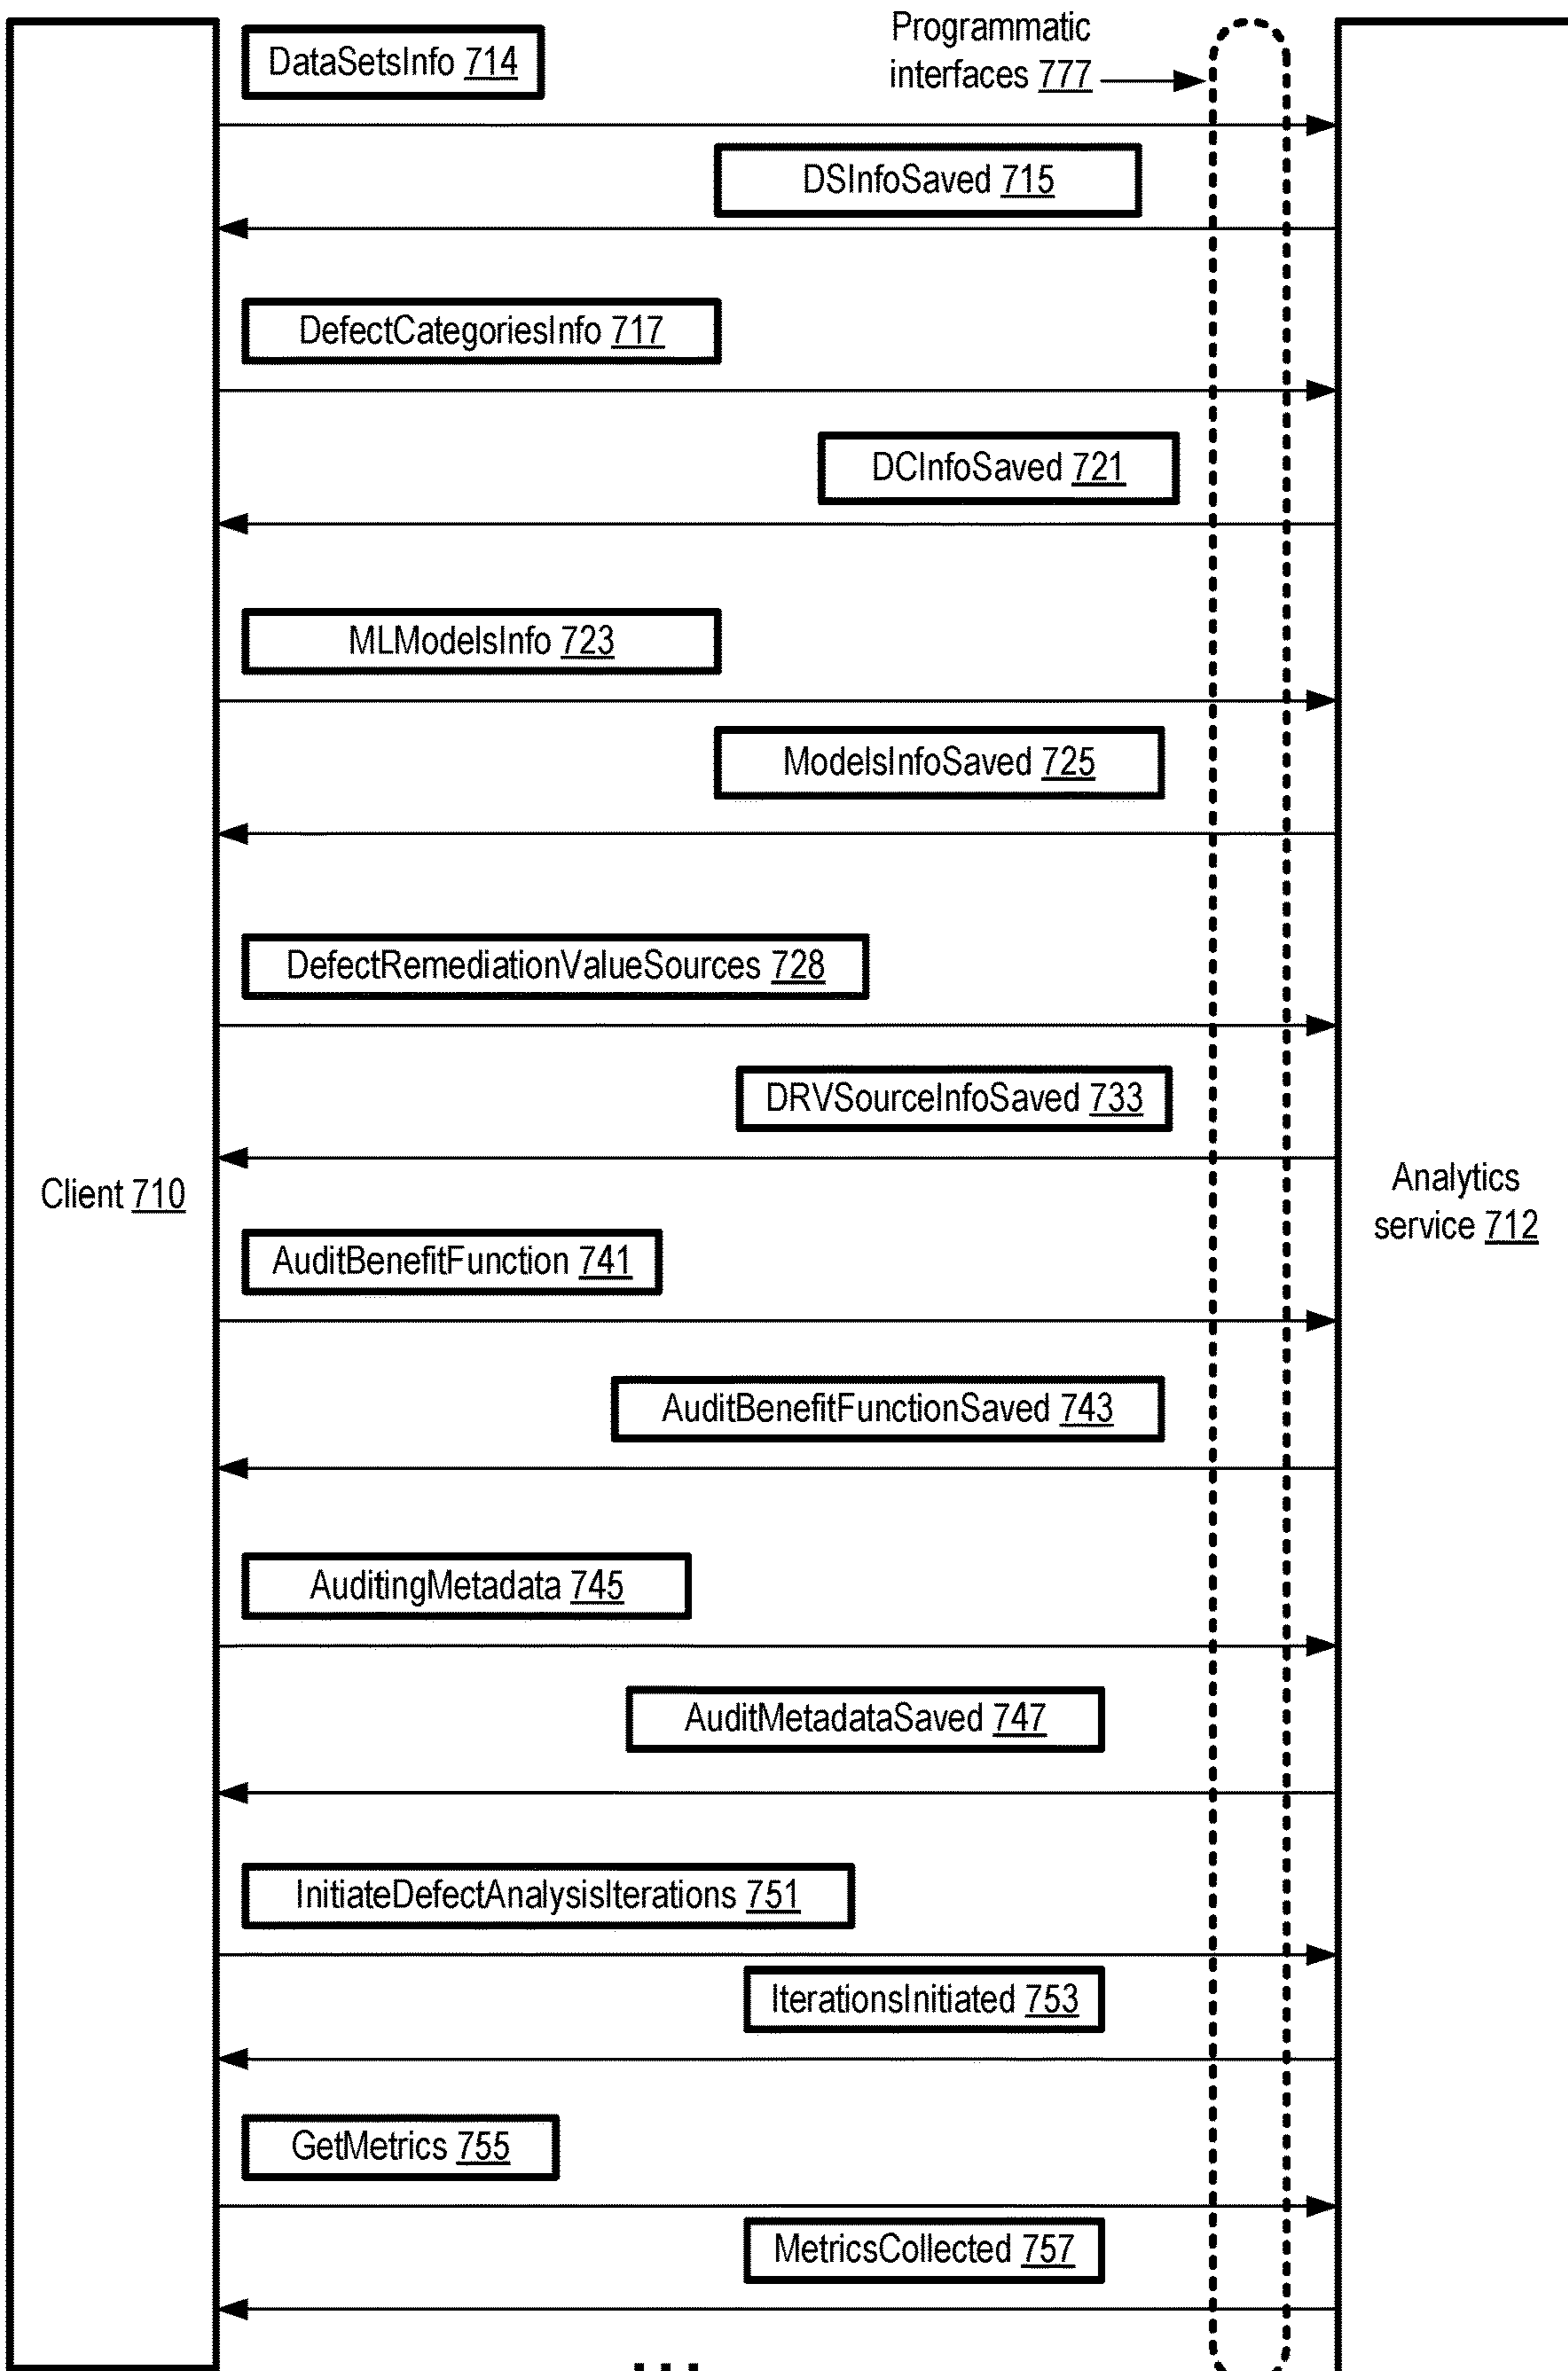 Programmatic
interfaces 777
DataSetsInfo 714
DSInfoSaved 715
DefectCategoriesInfo 717
DCInfoSaved 721
MLModelsInfo 723
ModelsInfoSaved 725
DefectRemediationValueSources 728
DRVSourceInfoSaved 733
Client 710
Analytics
service 712
AuditBenefitFunction 741
AuditBenefitFunctionSaved 743
AuditingMetadata 745
AuditMetadataSaved 747
InitiateDefectAnalysisIterations 751
IterationsInitiated 753
GetMetrics 755
MetricsCollected 757